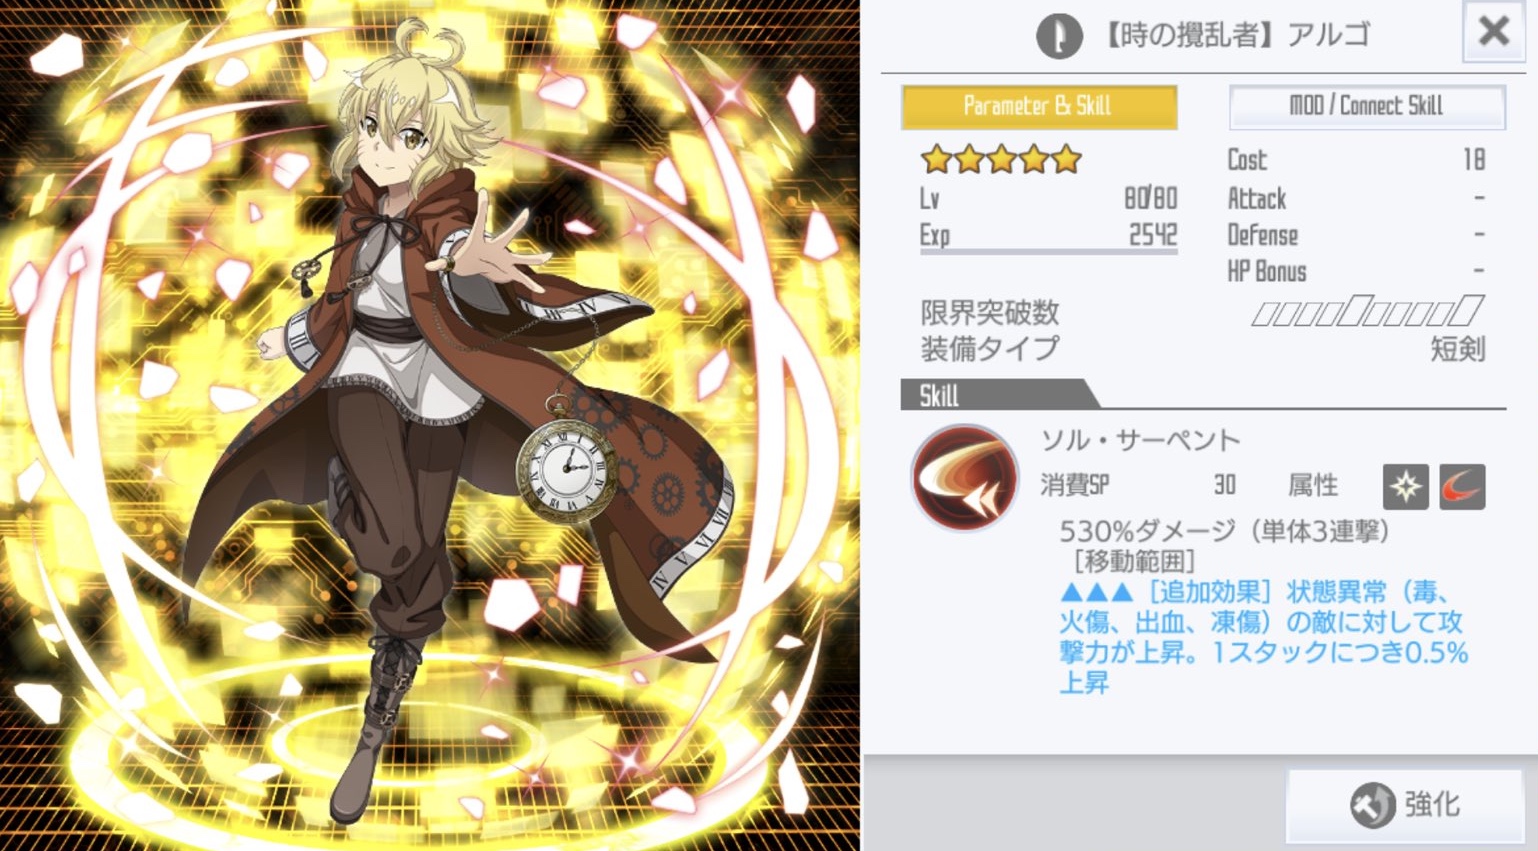 【時の攪乱者】アルゴ
Parameter & Skill
MOD / Connect Skill
Lv 80/80
Exp 2542
Cost 18
Attack -
Defense -
HP Bonus -
限界突破数
装備タイプ 短剣
Skill
ソル・サーペント
消費SP 30 属性
530%ダメージ（単体3連撃）
［移動範囲］
▲▲▲［追加効果］状態異常（毒、
火傷、出血、凍傷）の敵に対して攻
撃力が上昇。1スタックにつき0.5%
上昇
強化